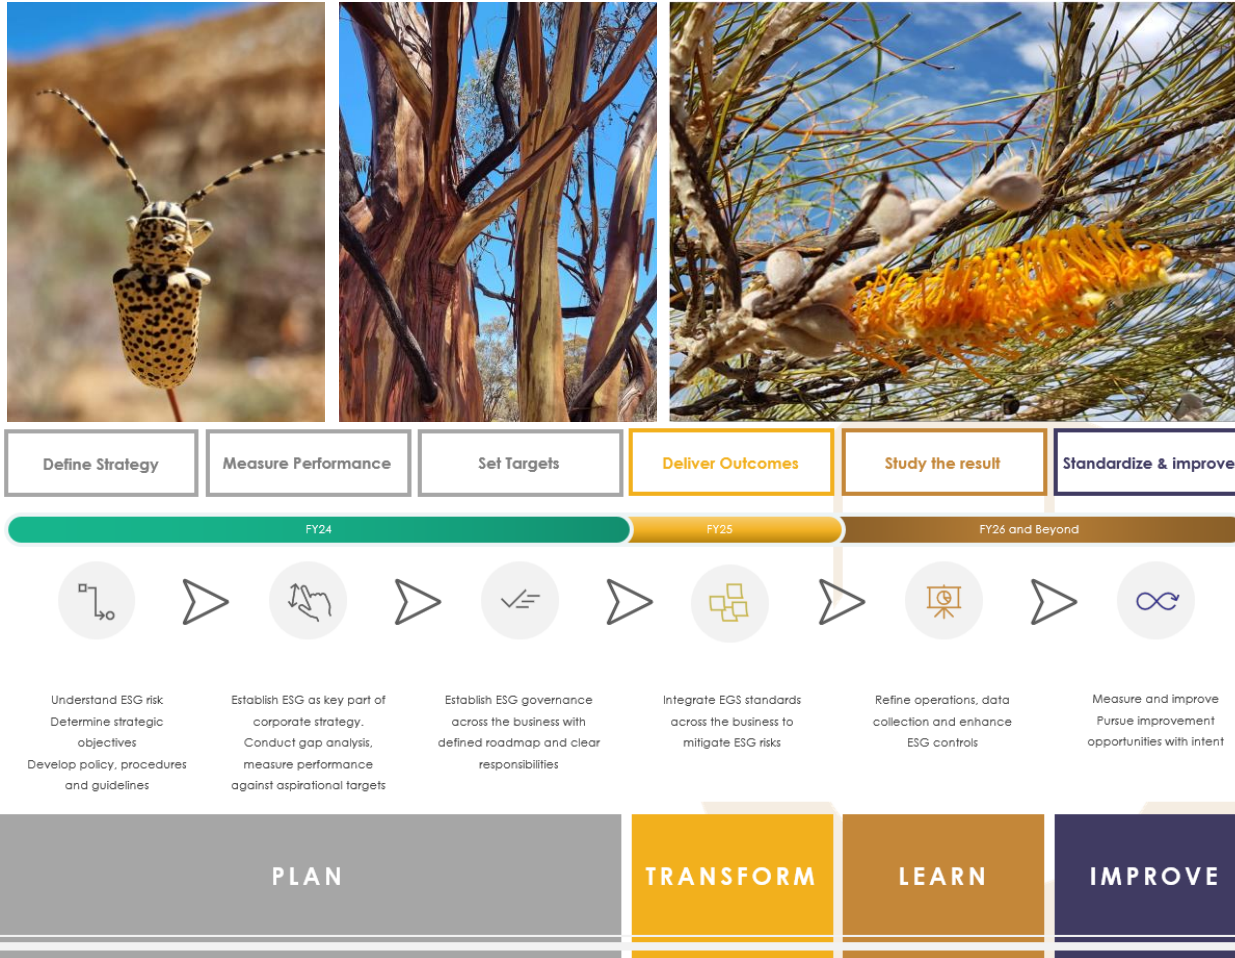 Define Strategy
Measure Performance
Set Targets
Deliver Outcomes
Study the result
Standardize & improve
FY24
FY25
FY26 and Beyond
Understand ESG risk
Determine strategic
objectives
Develop policy, procedures
and guidelines
Establish ESG as key part of
corporate strategy.
Conduct gap analysis,
measure performance
against aspirational targets
Establish ESG governance
across the business with
defined roadmap and clear
responsibilities
Integrate EGS standards
across the business to
mitigate ESG risks
Refine operations, data
collection and enhance
ESG controls
Measure and improve
Pursue improvement
opportunities with intent
PLAN
TRANSFORM
LEARN
IMPROVE